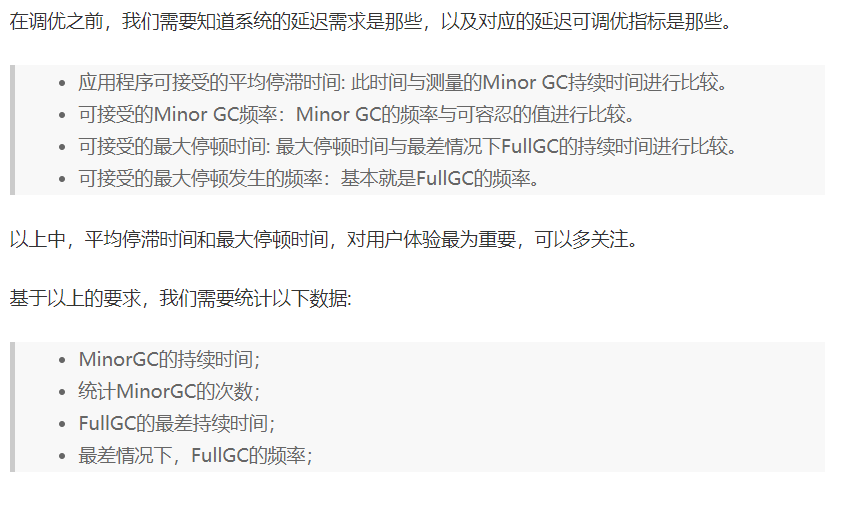 在调优之前，我们需要知道系统的延迟需求是那些，以及对应的延迟可调优指标是那些。
应用程序可接受的平均停滞时间: 此时间与测量的Minor GC持续时间进行比较。
可接受的Minor GC频率：Minor GC的频率与可容忍的值进行比较。
可接受的最大停顿时间: 最大停顿时间与最差情况下FullGC的持续时间进行比较。
可接受的最大停顿发生的频率：基本就是FullGC的频率。
以上中，平均停滞时间和最大停顿时间，对用户体验最为重要，可以多关注。
基于以上的要求，我们需要统计以下数据:
MinorGC的持续时间；
统计MinorGC的次数；
FullGC的最差持续时间；
最差情况下，FullGC的频率；